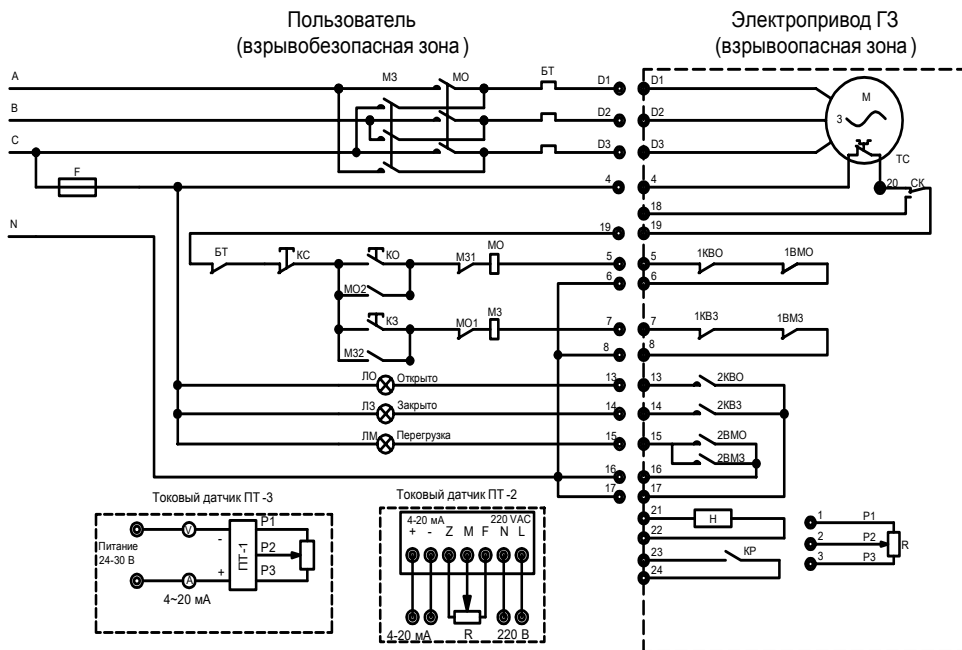 Пользователь
(взрывобезопасная зона )
Электропривод ГЗ
(взрывоопасная зона )
A
МЗ
МО
БТ
D1
D1
М
3
B
D2
D2
C
D3
D3
ТС
F
4
4
20
СК
18
N
19
19
БТ
КС
КО
МЗ1
МО
5
5
1КВО
1ВМО
МО2
6
6
КЗ
МО1
МЗ
7
7
1КВЗ
1ВМЗ
МЗ2
8
8
ЛО
Открыто
13
13
2КВО
ЛЗ
Закрыто
14
14
2КВЗ
ЛМ
Перегрузка
15
15
2ВМО
2ВМЗ
16
16
17
17
Токовый датчик ПТ -3
Питание
24-30 В
V
-
ПТ-1
P1
P2
P3
A
+
4~20 мА
Токовый датчик ПТ -2
4-20 мА
220 VAC
+ - Z M F N L
4-20 мА
R
220 В
21
Н
22
23
КР
24
1
P1
2
P2
R
3
P3